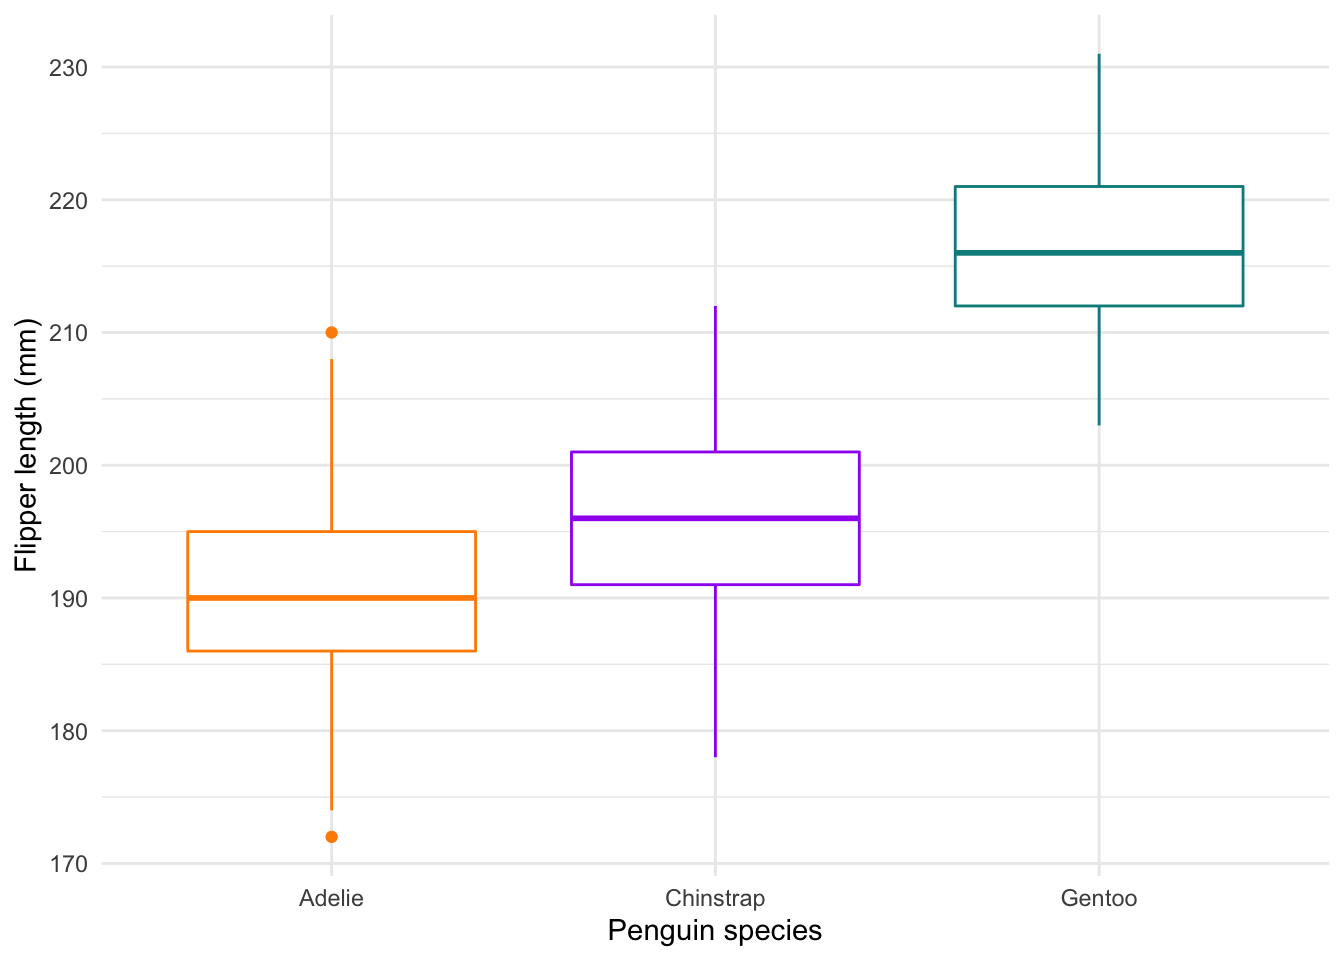 Flipper length (mm)
230
220
210
200
190
180
170
Adelie
Chinstrap
Gentoo
Penguin species